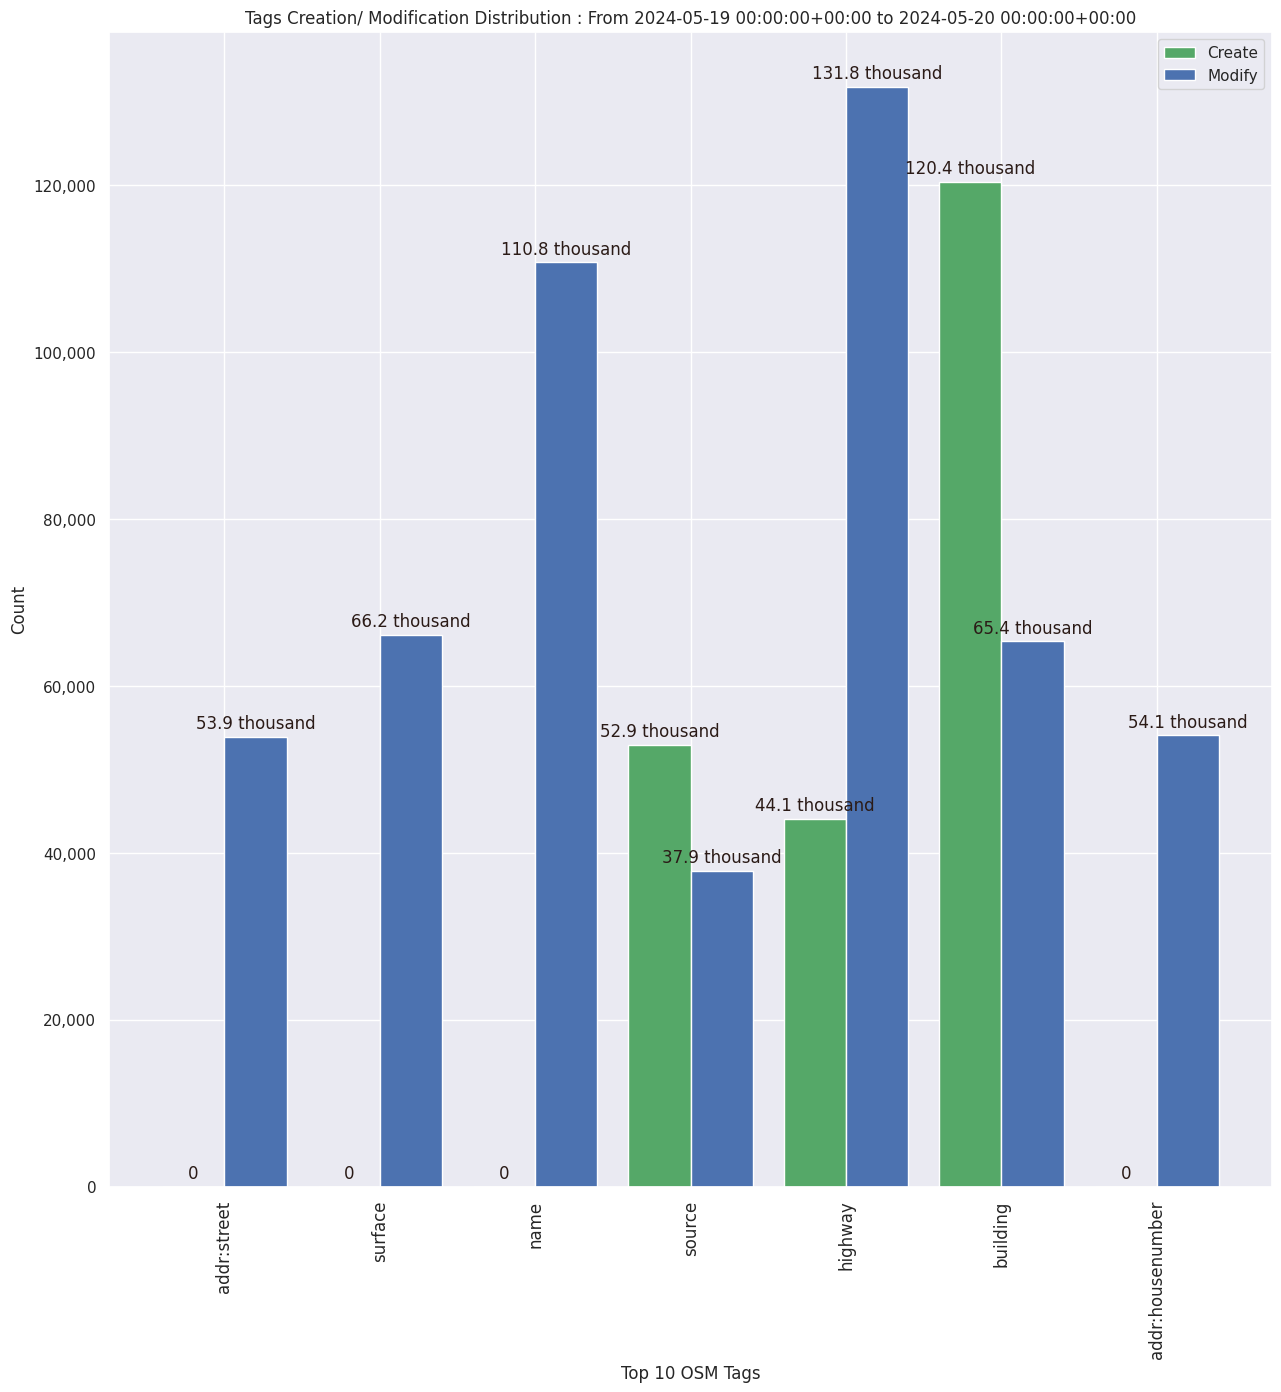 Tags Creation/ Modification Distribution : From 2024-05-19 00:00:00+00:00 to 2024-05-20 00:00:00+00:00
Create
Modify
131.8 thousand
120.4 thousand
110.8 thousand
66.2 thousand
65.4 thousand
53.9 thousand
52.9 thousand
54.1 thousand
44.1 thousand
37.9 thousand
0
0
0
0
120,000
100,000
80,000
60,000
40,000
20,000
0
Count
addr:street
surface
name
source
highway
building
addr:housenumber
Top 10 OSM Tags